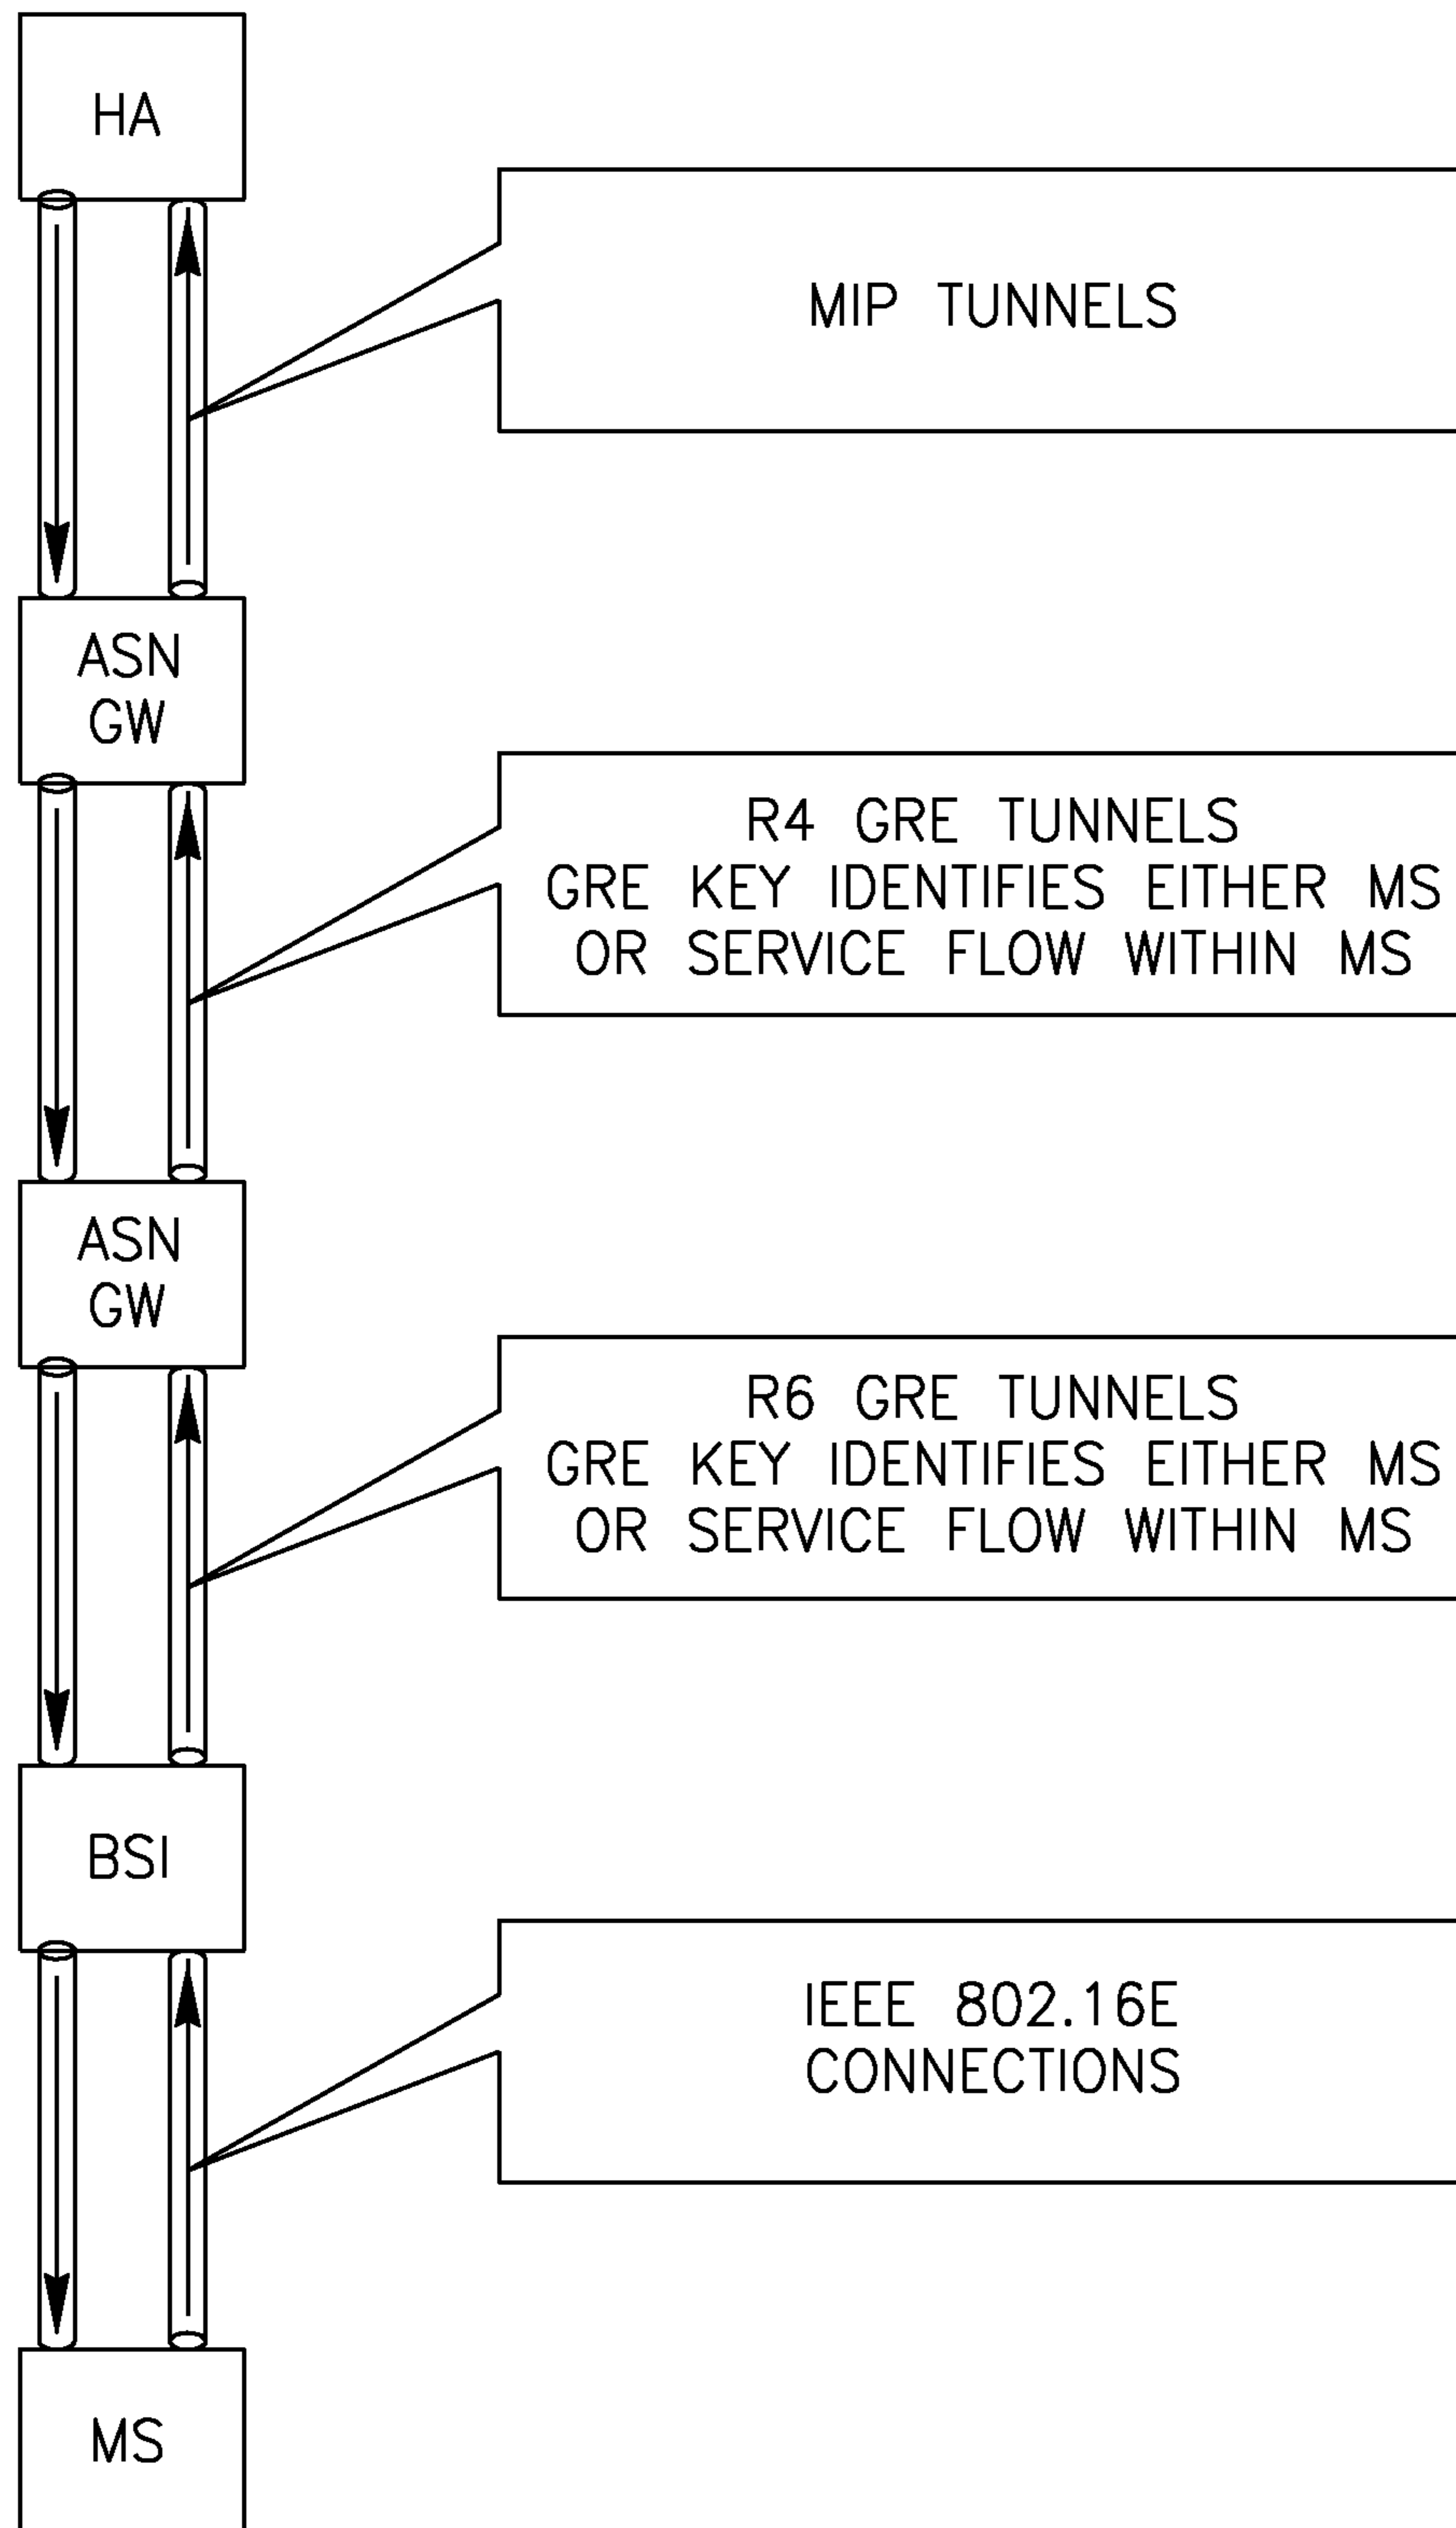 HA
MIP TUNNELS
ASN
GW
R4 GRE TUNNELS
GRE KEY IDENTIFIES EITHER MS
OR SERVICE FLOW WITHIN MS
ASN
GW
R6 GRE TUNNELS
GRE KEY IDENTIFIES EITHER MS
OR SERVICE FLOW WITHIN MS
BSI
IEEE 802.16E
CONNECTIONS
MS